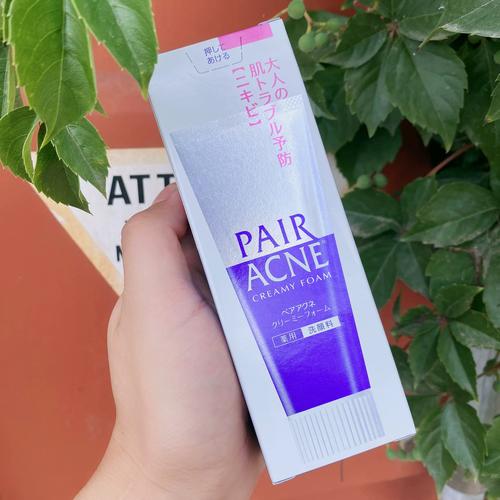 押して
あける
大人の
肌トラブル予防
【ニキビ】
PAIR
ACNE
CREAMY FOAM
ペアアクネ
クリーミーフォーム
薬用 洗顔料
ATT